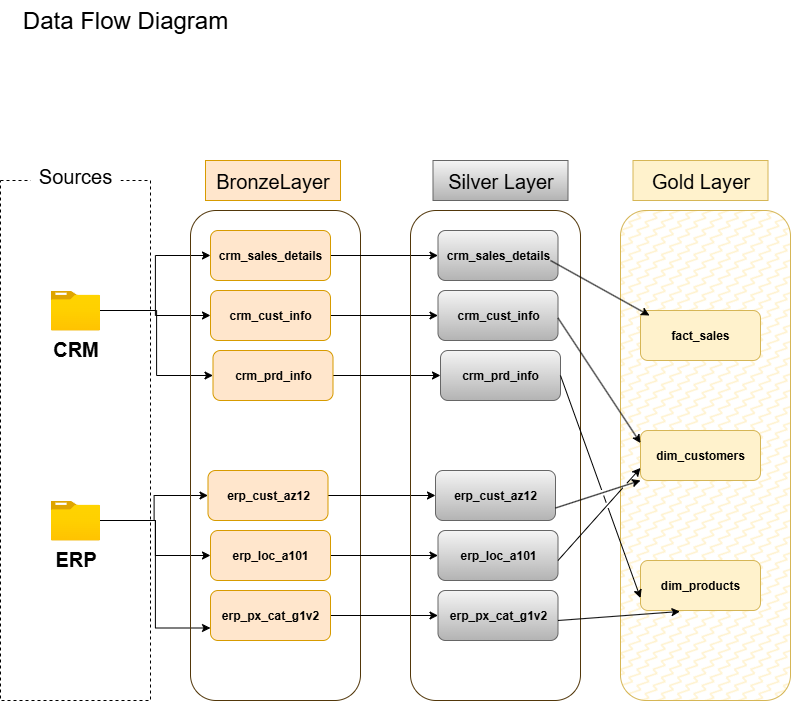 Data Flow Diagram
Sources
BronzeLayer
Silver Layer
Gold Layer
crm_sales_details
crm_sales_details
crm_cust_info
crm_cust_info
fact_sales
CRM
crm_prd_info
crm_prd_info
dim_customers
erp_cust_az12
erp_cust_az12
ERP
erp_loc_a101
erp_loc_a101
dim_products
erp_px_cat_g1v2
erp_px_cat_g1v2